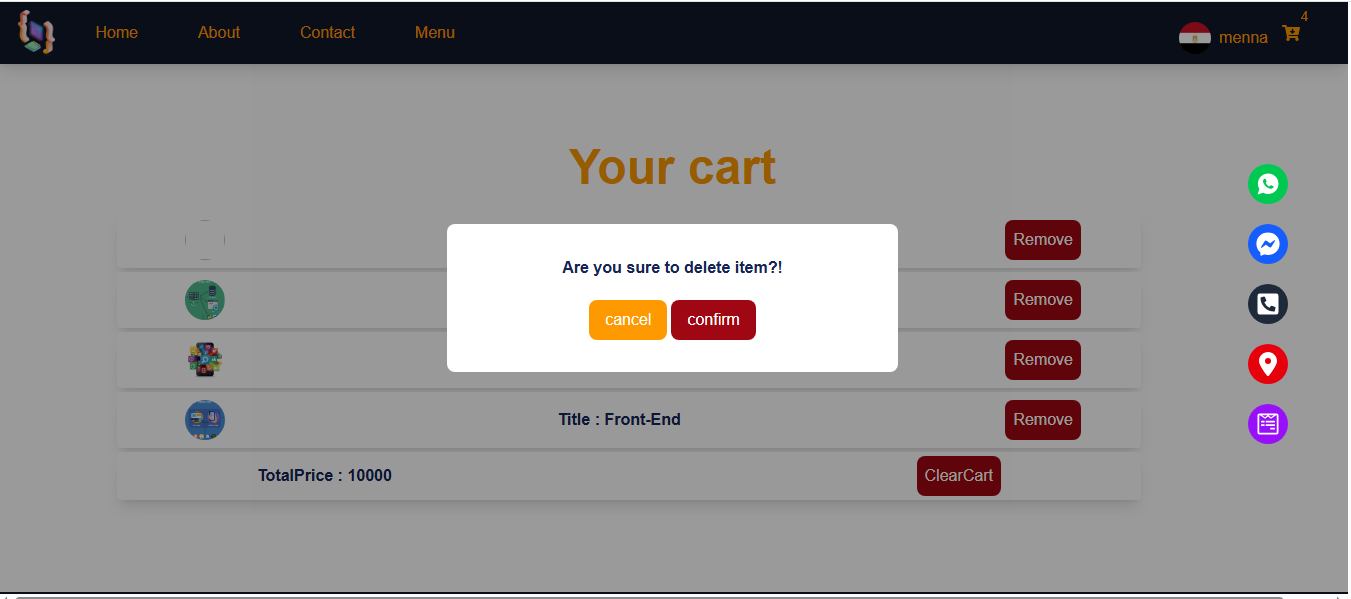 Home About Contact Menu menna 4
Your cart
Remove
Are you sure to delete item?!
Remove
cancel confirm
Remove
Title : Front-End Remove
TotalPrice : 10000 ClearCart